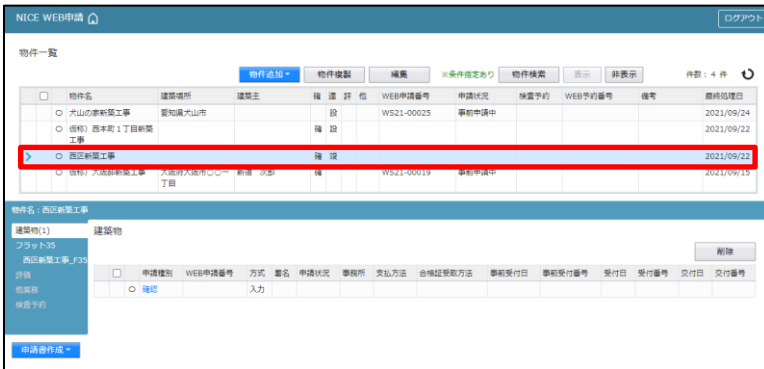 NICE WEB申請
ログアウト
物件一覧
物件追加 物件複製 編集 ※条件指定あり 物件検索 表示 非表示 件数：4 件
物件名 建築場所 建築主 確 適 評 他 WEB申請番号 申請状況 検査予約 WEB予約番号 備考 最終処理日
犬山の家新築工事 愛知県犬山市 設 WS21-00025 事前申請中 2021/09/24
仮称）西本町１丁目新築 確 設 2021/09/22
工事
西区新築工事 確 竣 2021/09/22
仮称）大阪邸新築工事 大阪府大阪市○○一 新宿 次郎 確 WS21-00019 事前申請中 2021/09/15
丁目
物件名：西区新築工事
建築物(1) 建築物
フラット35
西区新築工事_F35
削除
評価
他業務
検査予約
申請種別 WEB申請番号 方式 署名 申請状況 事務所 支払方法 合格証受取方法 事前受付日 事前受付番号 受付日 受付番号 交付日 交付番号
確認 入力
申請書作成